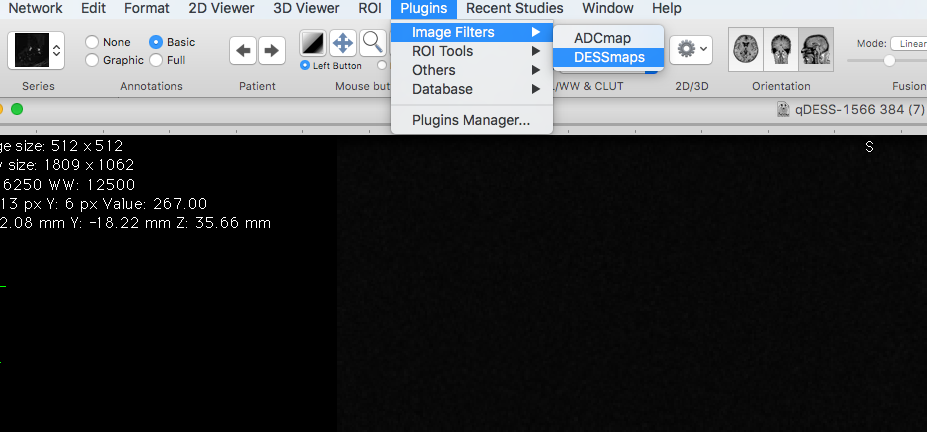 Network Edit Format 2D Viewer 3D Viewer ROI Plugins Recent Studies Window Help
Image Filters
ROI Tools
Others
Database
Plugins Manager...
ADCmap
DESSmaps
None Basic
Graphic Full
Left Button
Mode: Linear
Series Annotations Patient Mouse but L/WW & CLUT 2D/3D Orientation Fusion
qDESS-1566 384 (7)
ge size: 512 x 512
w size: 1809 x 1062
6250 WW: 12500
13 px Y: 6 px Value: 267.00
2.08 mm Y: -18.22 mm Z: 35.66 mm
S